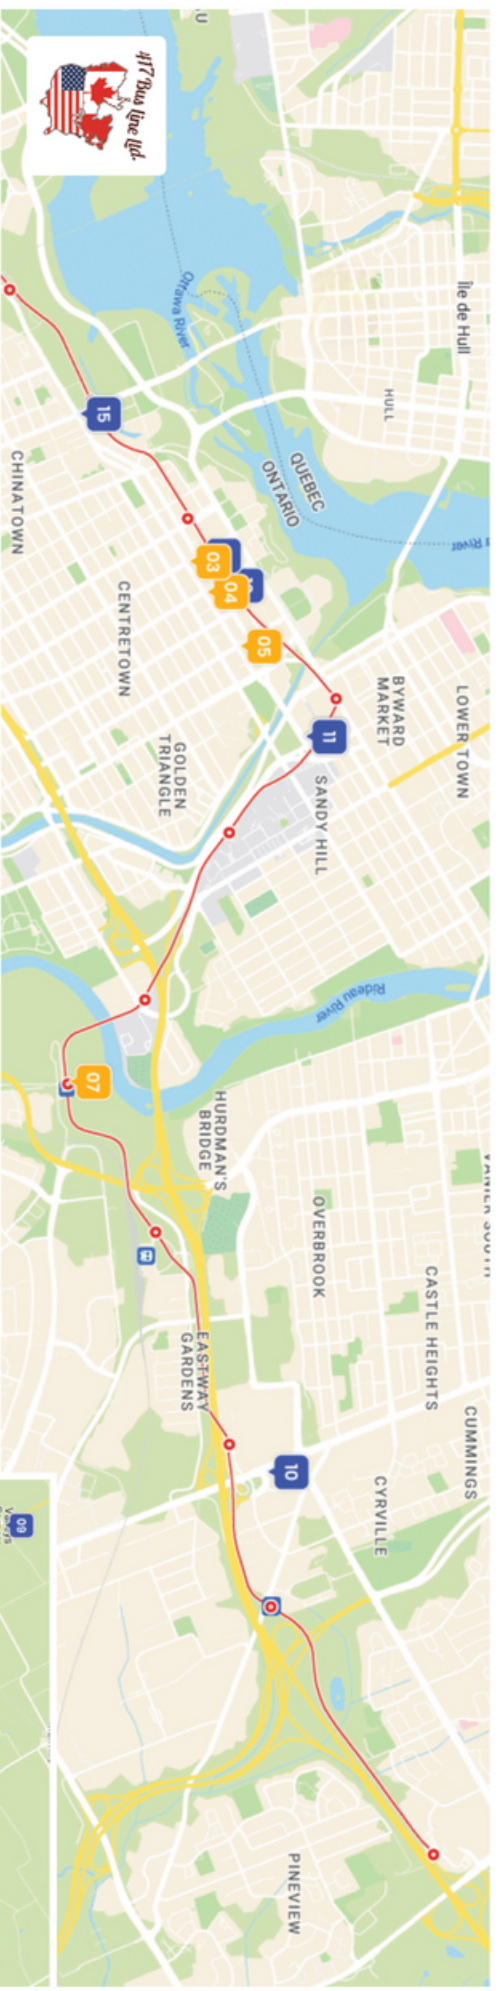 417 Bus Line Ltd.
Île de Hull
HULL
Ottawa River
QUEBEC
ONTARIO
River
15
CHINATOWN
CENTRETOWN
03
04
05
BYWARD
MARKET
LOWER TOWN
11
GOLDEN
TRIANGLE
SANDY HILL
Rideau River
07
HURDMAN'S
BRIDGE
OVERBROOK
CASTLE HEIGHTS
EASTWAY
GARDENS
CUMMINGS
10
CYRVILLE
09
PINEVIEW